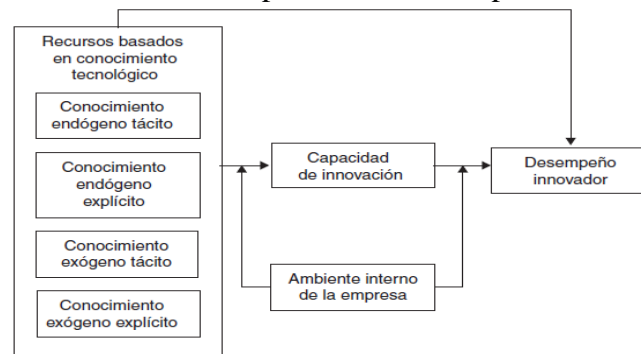 Recursos basados
en conocimiento
tecnológico
Conocimiento
endógeno tácito
Conocimiento
endógeno
explícito
Conocimiento
exógeno tácito
Conocimiento
exógeno explícito
Capacidad
de innovación
Ambiente interno
de la empresa
Desempeño
innovador